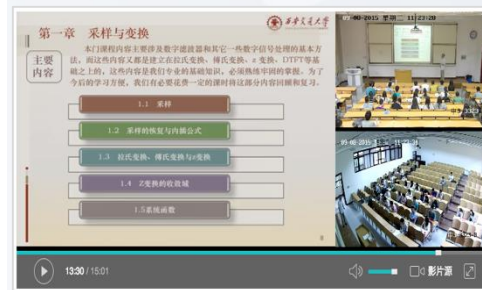 第一章 采样与变换
西安交通大学
主要
内容
本门课程内容主要涉及数字滤波器和其它一些数字信号处理的基本方
法，而这些内容又都是建立在拉氏变换、傅氏变换、z 变换、DTFT等基
础之上的，这些内容是我们专业的基础知识，必须熟练牢固的掌握。为了
今后的学习方便，我们有必要花费一定的课时将这部分内容回顾和复习。
1.1 采样
1.2 采样的恢复与内插公式
1.3 拉氏变换、傅氏变换与z变换
1.4 Z变换的收敛域
1.5系统函数
09-08-2015 星期二 11:23:20
13:30 / 15:01
影片源